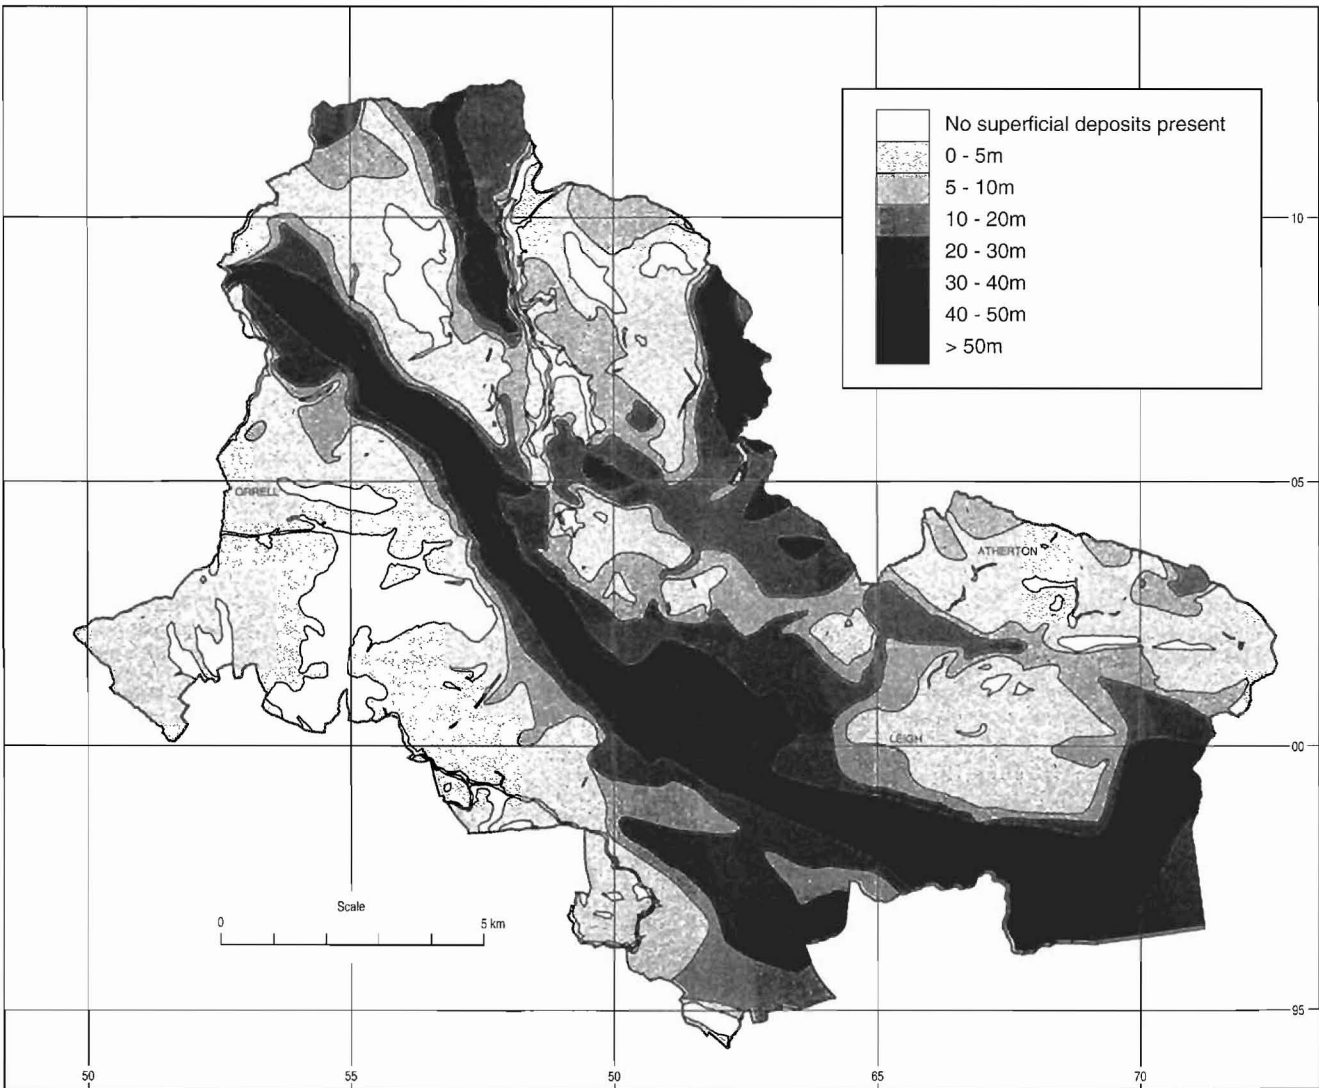 No superficial deposits present
0 - 5m
5 - 10m
10 - 20m
20 - 30m
30 - 40m
40 - 50m
> 50m
10
ORRELL
05
ATHERTON
LEIGH
00
Scale
0 5 km
95
50 55 50 65 70